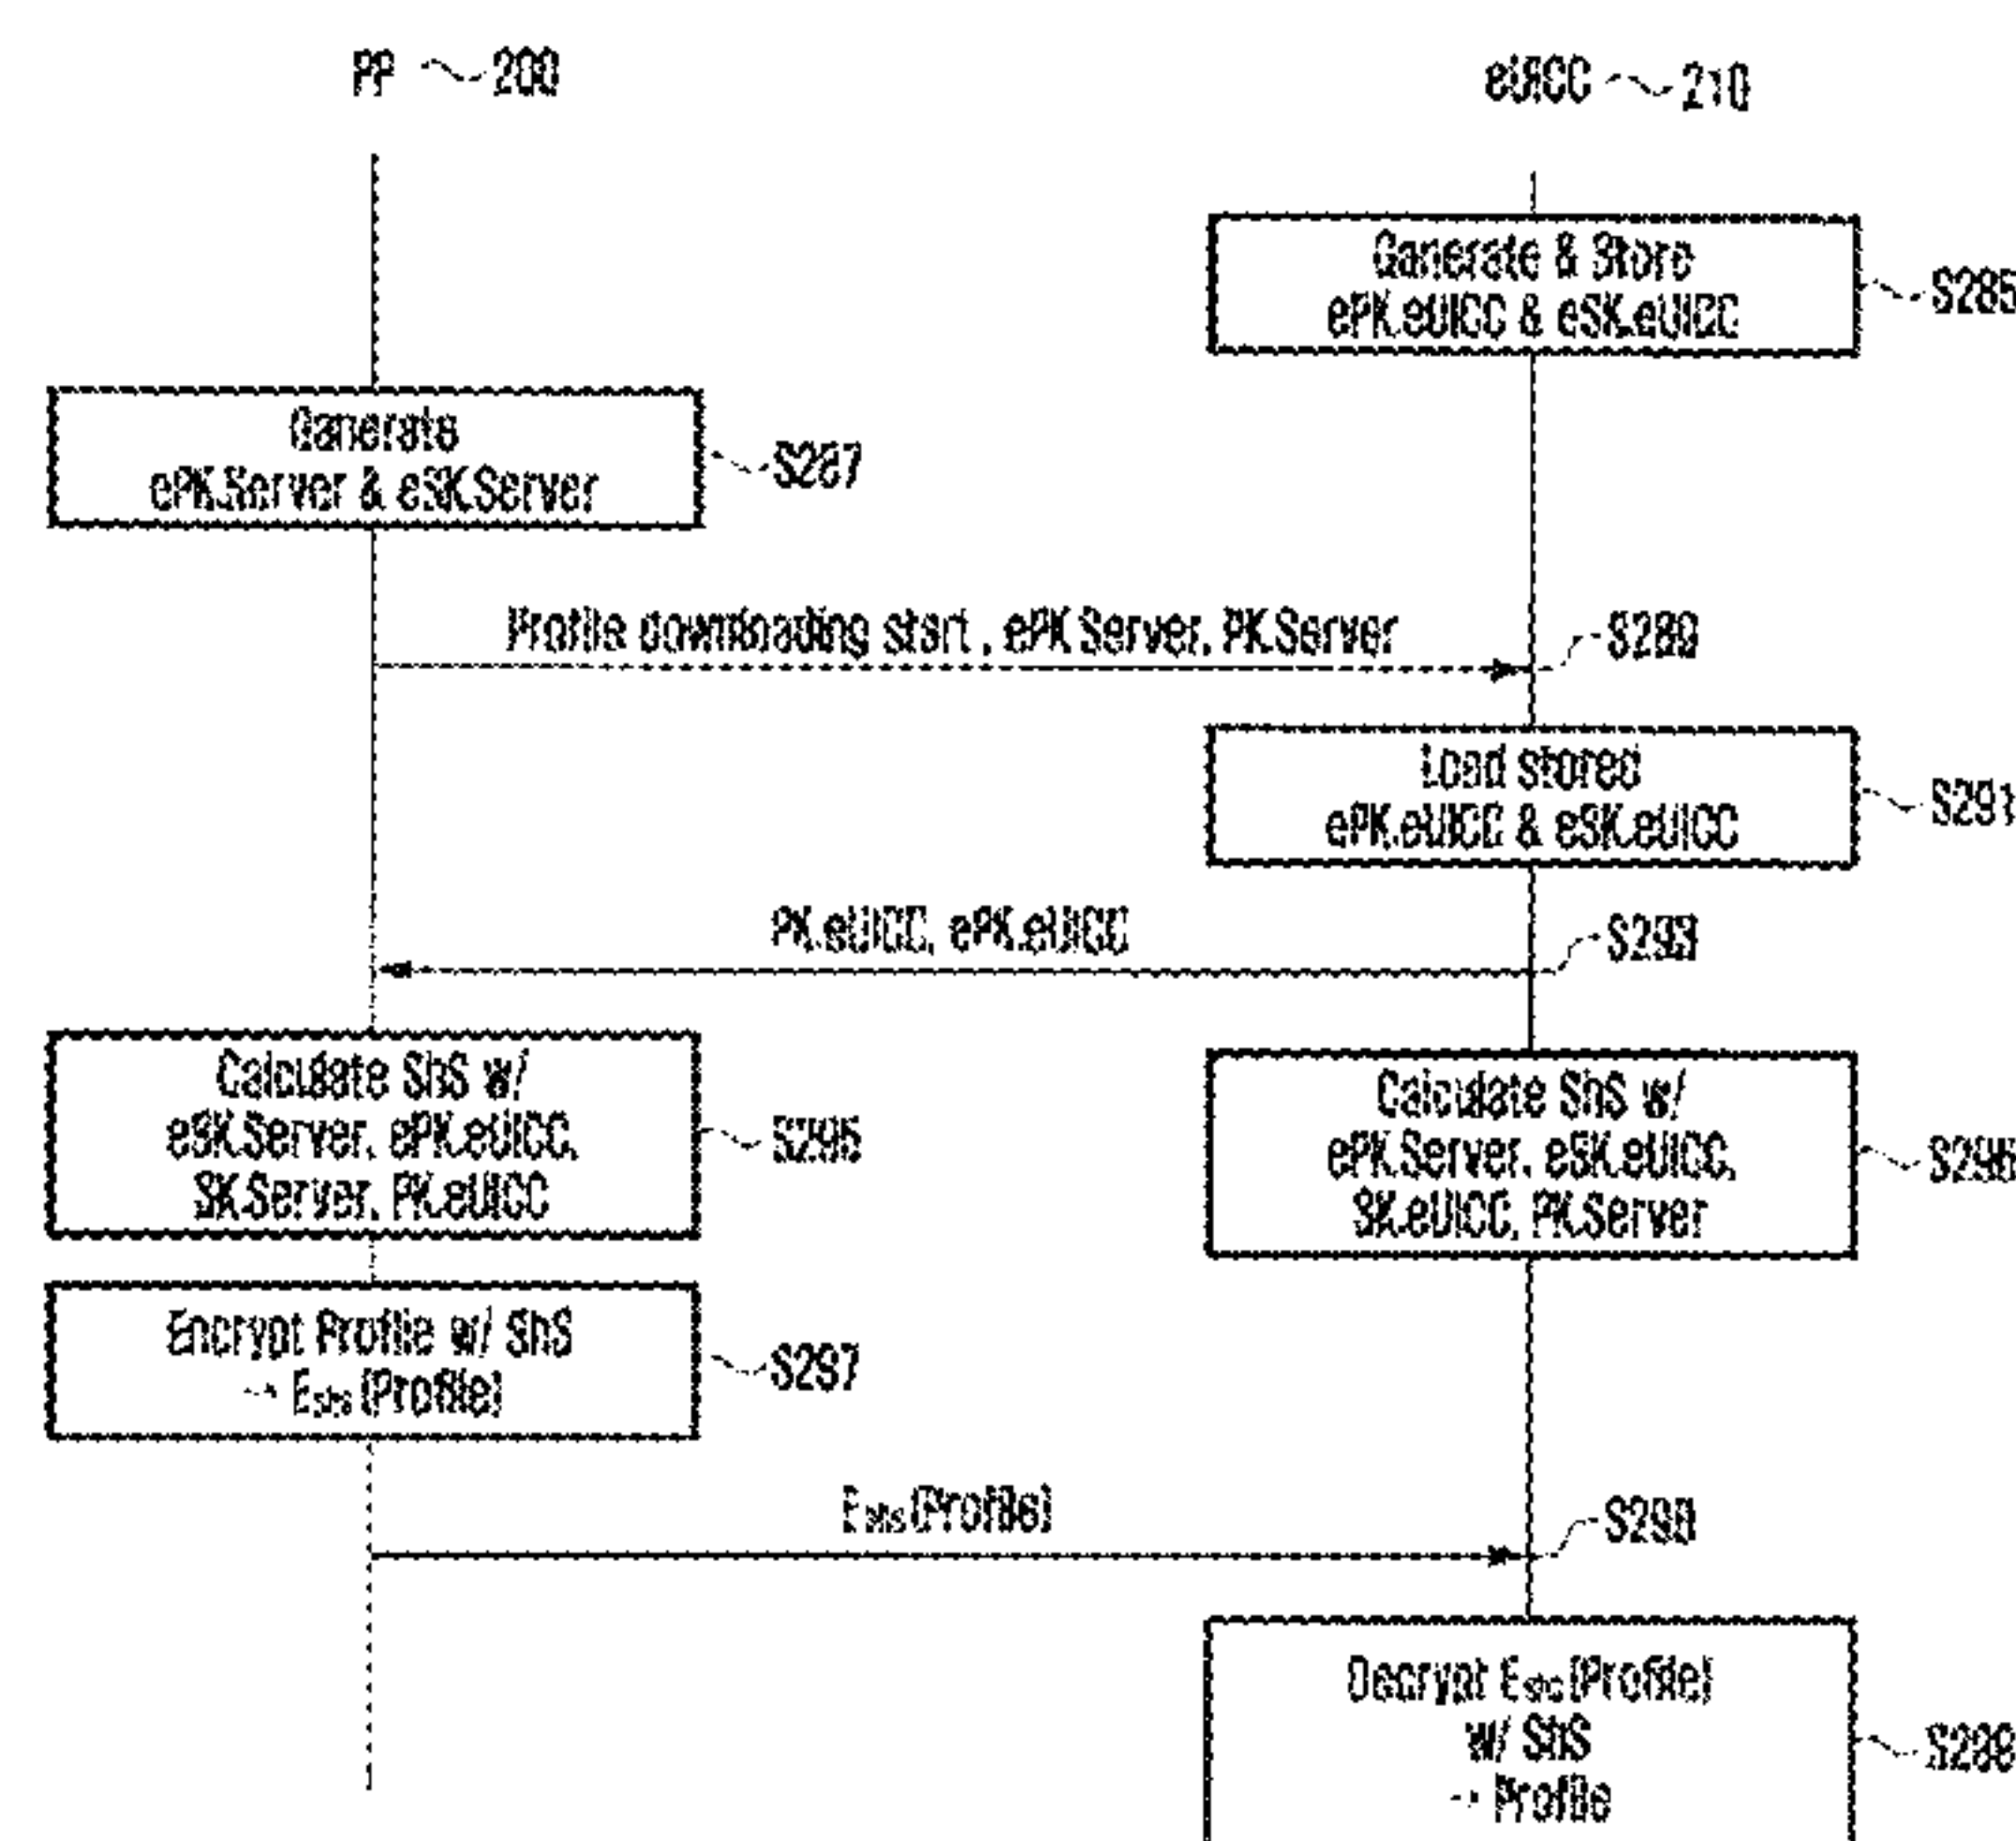 PP 200
eUICC 210
Generate & Store
ePK.eUICC & eSK.eUICC
S285
Generate
ePK.Server & eSK.Server
S287
Profile downloading start, ePK.Server, PK.Server
S289
Load stored
ePK.eUICC & eSK.eUICC
S291
PK.eUICC, ePK.eUICC
S293
Calculate ShS w/
eSK.Server, ePK.eUICC,
SK.Server, PK.eUICC
S295
Calculate ShS w/
ePK.Server, eSK.eUICC,
SK.eUICC, PK.Server
Encrypt Profile w/ ShS
→ Eshs (Profile)
S297
Eshs (Profile)
Decrypt Eshs (Profile)
w/ ShS
→ Profile